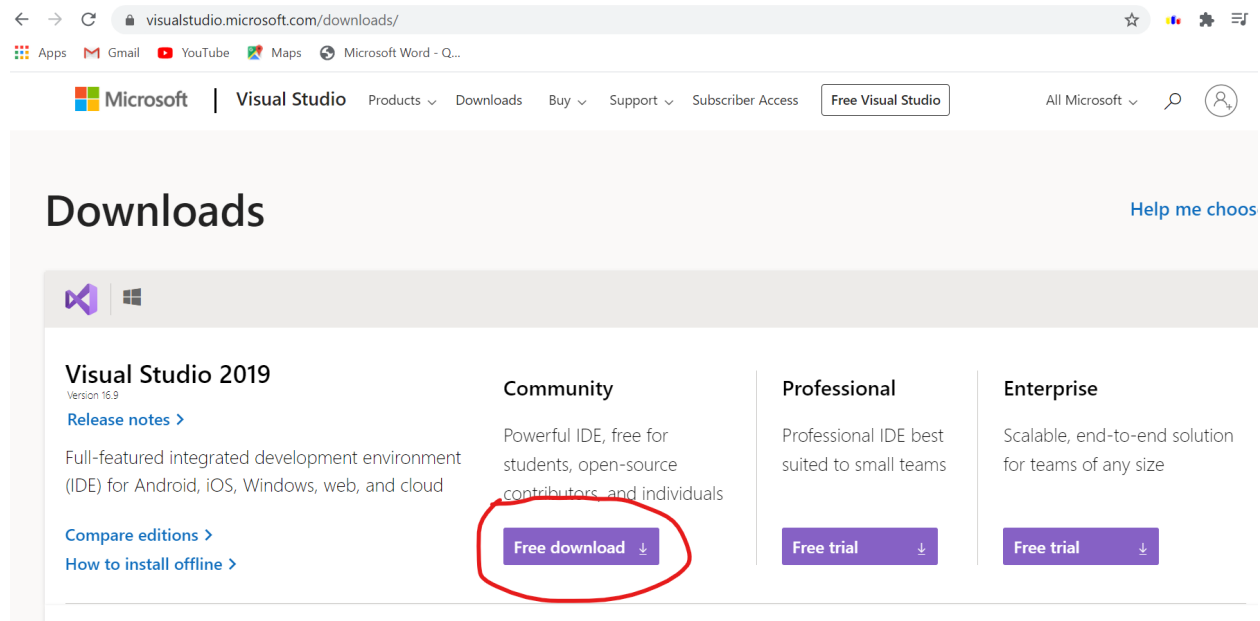 visualstudio.microsoft.com/downloads/
Apps Gmail YouTube Maps Microsoft Word - Q...
Microsoft Visual Studio Products Downloads Buy Support Subscriber Access Free Visual Studio All Microsoft
Downloads
Help me choos
Visual Studio 2019
Version 16.9
Release notes
Full-featured integrated development environment
(IDE) for Android, iOS, Windows, web, and cloud
Compare editions
How to install offline
Community
Powerful IDE, free for
students, open-source
contributors, and individuals
Free download
Professional
Professional IDE best
suited to small teams
Free trial
Enterprise
Scalable, end-to-end solution
for teams of any size
Free trial